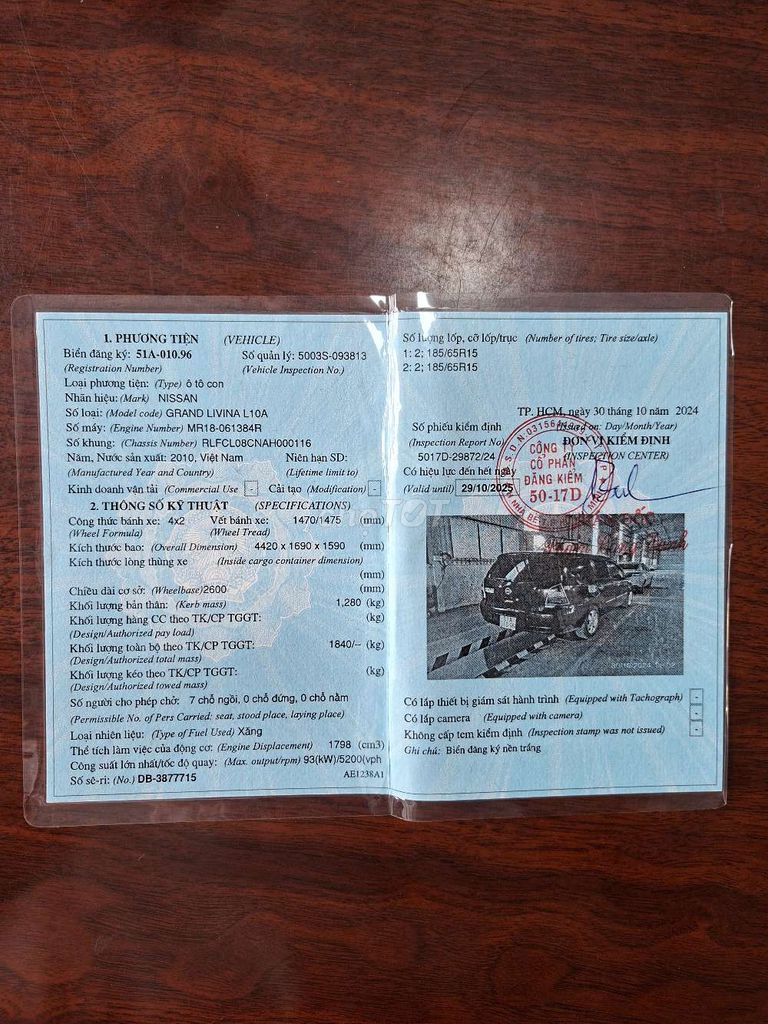 1. PHƯƠNG TIỆN (VEHICLE)
Biển đăng ký: 51A-010.96 Số quản lý: 5003S-093813
(Registration Number) (Vehicle Inspection No.)
Loại phương tiện: (Type) ô tô con
Nhãn hiệu: (Mark) NISSAN
Số loại: (Model code) GRAND LIVINA L10A
Số máy: (Engine Number) MR18-061384R
Số khung: (Chassis Number) RLFCL08CNAH000116
Năm, Nước sản xuất: 2010, Việt Nam Niên hạn SD:
(Manufactured Year and Country) (Lifetime limit to)
Kinh doanh vận tải (Commercial Use - Cải tạo (Modification) -
2. THÔNG SỐ KỸ THUẬT (SPECIFICATIONS)
Công thức bánh xe: 4x2 Vết bánh xe: 1470/1475 (mm)
(Wheel Formula) (Wheel Tread)
Kích thước bao: (Overall Dimension) 4420 x 1690 x 1590 (mm)
Kích thước lòng thùng xe (Inside cargo container dimension)
(mm)
Chiều dài cơ sở: (Wheelbase)2600 (mm)
Khối lượng bản thân: (Kerb mass) 1,280 (kg)
Khối lượng hàng CC theo TK/CP TGGT: (kg)
(Design/Authorized pay load)
Khối lượng toàn bộ theo TK/CP TGGT: 1840/-- (kg)
(Design/Authorized total mass)
Khối lượng kéo theo TK/CP TGGT: (kg)
(Design/Authorized towed mass)
Số người cho phép chở: 7 chỗ ngồi, 0 chỗ đứng, 0 chỗ nằm
(Permissible No. of Pers Carried: seat, stood place, laying place)
Loại nhiên liệu: (Type of Fuel Used) Xăng
Thể tích làm việc của động cơ: (Engine Displacement) 1798 (cm3)
Công suất lớn nhất/tốc độ quay: (Max. output/rpm) 93(kW)/5200(vph
Số sê-ri: (No.) DB-3877715 AE1238A1
Số lượng lốp, cỡ lốp/trục (Number of tires; Tire size/axle)
1: 2; 185/65R15
2: 2; 185/65R15
TP. HCM, ngày 30 tháng 10 năm 2024
Số phiếu kiểm định (Issued on: Day/Month/Year)
(Inspection Report No) ĐƠN VỊ KIỂM ĐỊNH
5017D-29872/24 (INSPECTION CENTER)
Có hiệu lực đến hết ngày
(Valid until) 29/10/2025
CÔNG TY
CỔ PHẦN
ĐĂNG KIỂM
50-17D
Có lắp thiết bị giám sát hành trình (Equipped with Tachograph) -
Có lắp camera (Equipped with camera) -
Không cấp tem kiểm định (Inspection stamp was not issued) -
Ghi chú: Biển đăng ký nền trắng